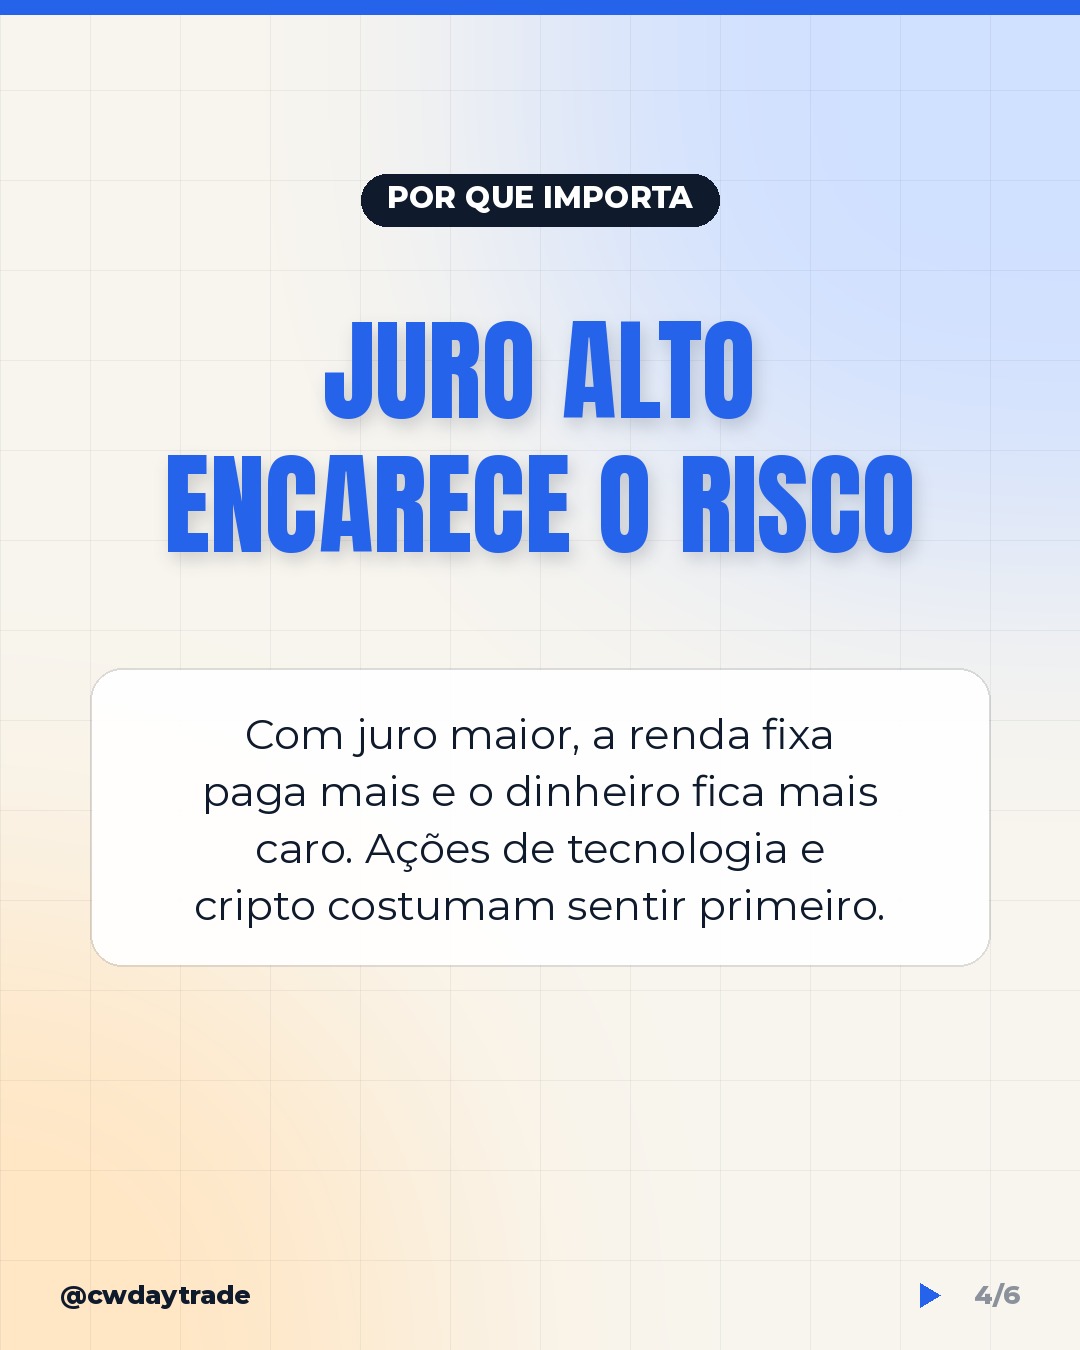 POR QUE IMPORTA
JURO ALTO
ENCARECE O RISCO
Com juro maior, a renda fixa
paga mais e o dinheiro fica mais
caro. Ações de tecnologia e
cripto costumam sentir primeiro.
@cwdaytrade
4/6